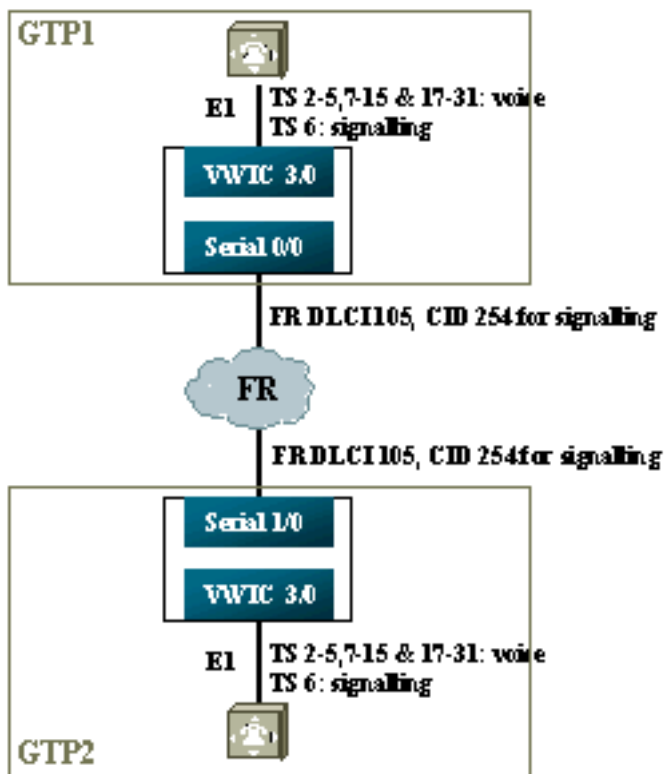 GTP1
E1
TS 2-5,7-15 & 17-31: voice
TS 6: signalling
VWIC 3/0
Serial 0/0
FR DLCI 105, CID 254 for signalling
FR
FR DLCI 105, CID 254 for signalling
Serial 1/0
VWIC 3/0
E1
TS 2-5,7-15 & 17-31: voice
TS 6: signalling
GTP2